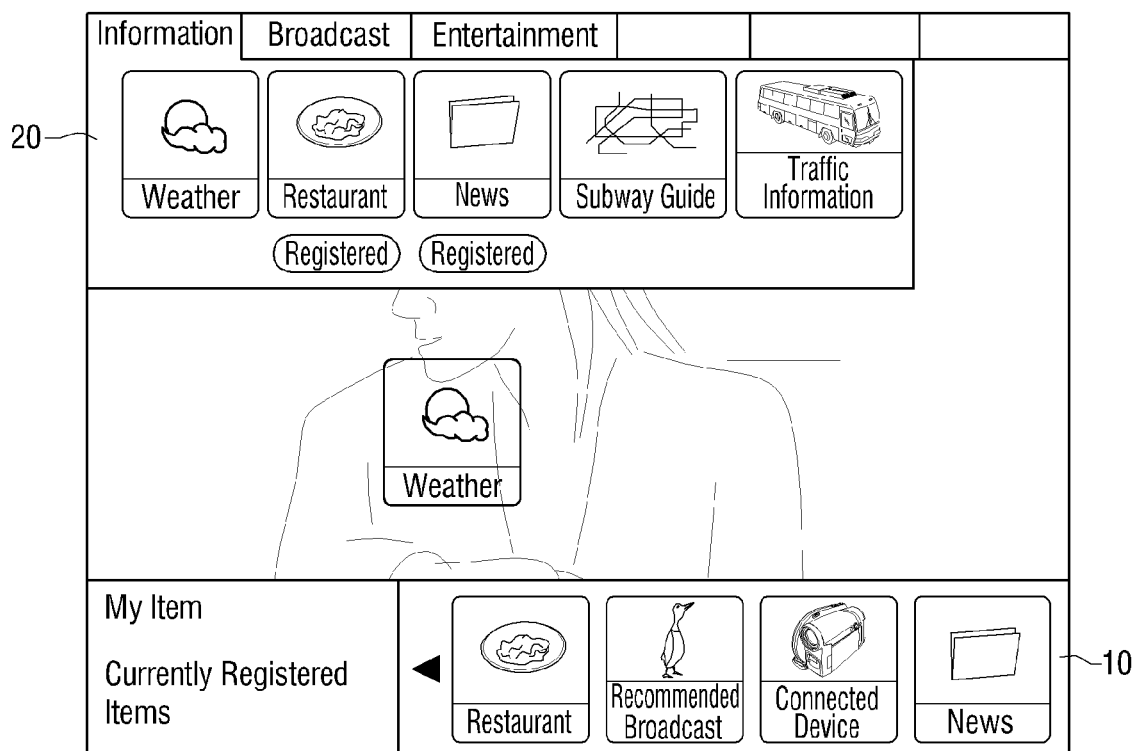 Information
Broadcast
Entertainment
20
Weather
Restaurant
News
Subway Guide
Traffic
Information
Registered
Registered
Weather
My Item
Currently Registered
Items
Restaurant
Recommended
Broadcast
Connected
Device
News
10